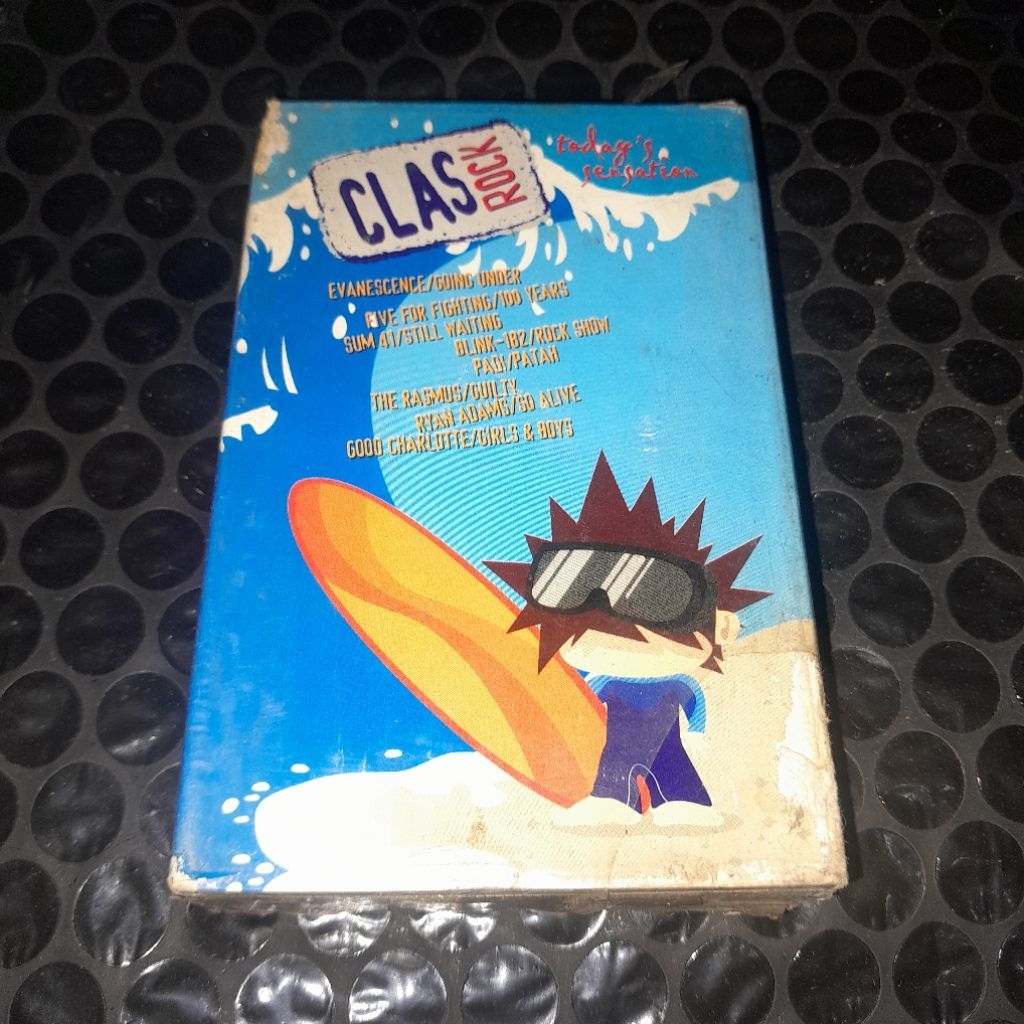 CLAS ROCK
today's
sensation
EVANESCENCE/GOING UNDER
FIVE FOR FIGHTING/100 YEARS
SUM 41/STILL WAITING
BLINK-182/ROCK SHOW
PADI/PATAH
THE RASMUS/GUILTY
RYAN ADAMS/SO ALIVE
GOOD CHARLOTTE/GIRLS & BOYS